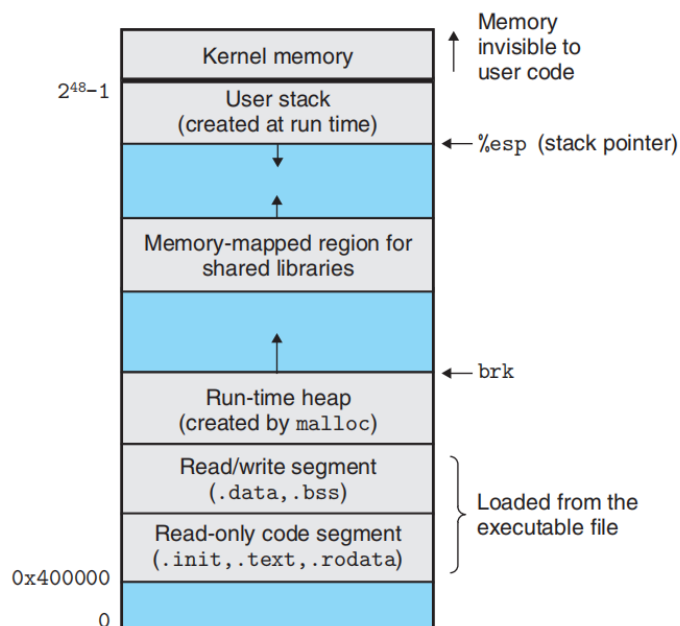 Kernel memory
Memory
invisible to
user code
2⁴⁸−1
User stack
(created at run time)
%esp (stack pointer)
Memory-mapped region for
shared libraries
brk
Run-time heap
(created by malloc)
Read/write segment
(.data,.bss)
Loaded from the
executable file
Read-only code segment
(.init,.text,.rodata)
0x400000
0